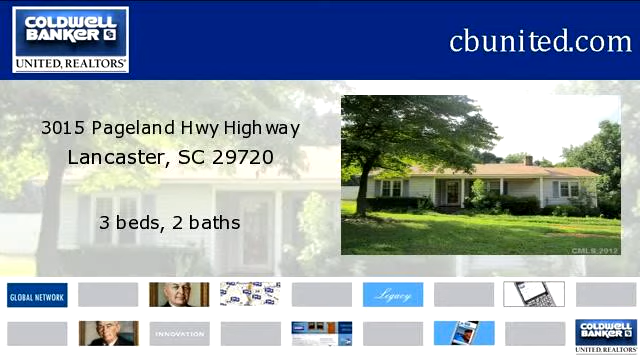 COLDWELL
BANKER
UNITED, REALTORS
cbunited.com
3015 Pageland Hwy Highway
Lancaster, SC 29720
3 beds, 2 baths
CMLS,2012
GLOBAL NETWORK
Legacy
INNOVATION
COLDWELL
BANKER
UNITED, REALTORS